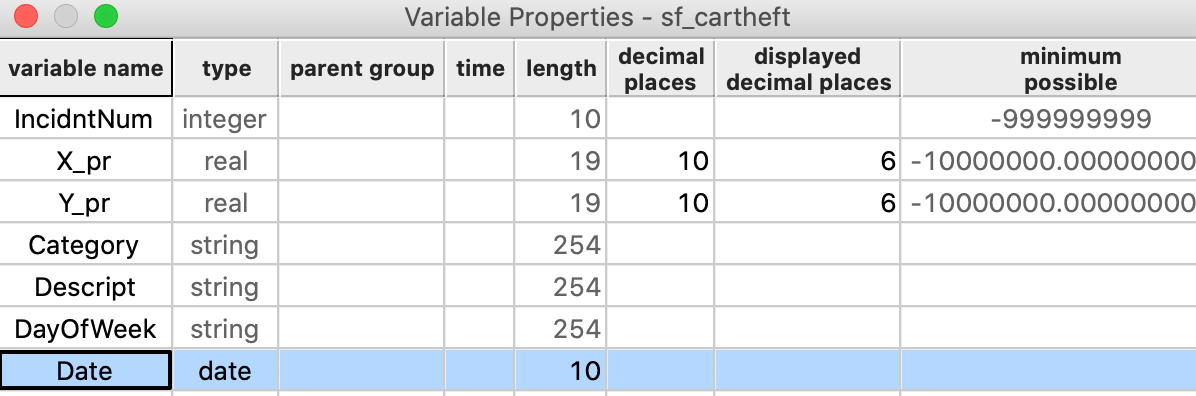 Variable Properties - sf_cartheft
variable name type parent group time length decimal places displayed decimal places minimum possible
IncidntNum integer 10 -999999999
X_pr real 19 10 6 -10000000.00000000
Y_pr real 19 10 6 -10000000.00000000
Category string 254
Descript string 254
DayOfWeek string 254
Date date 10